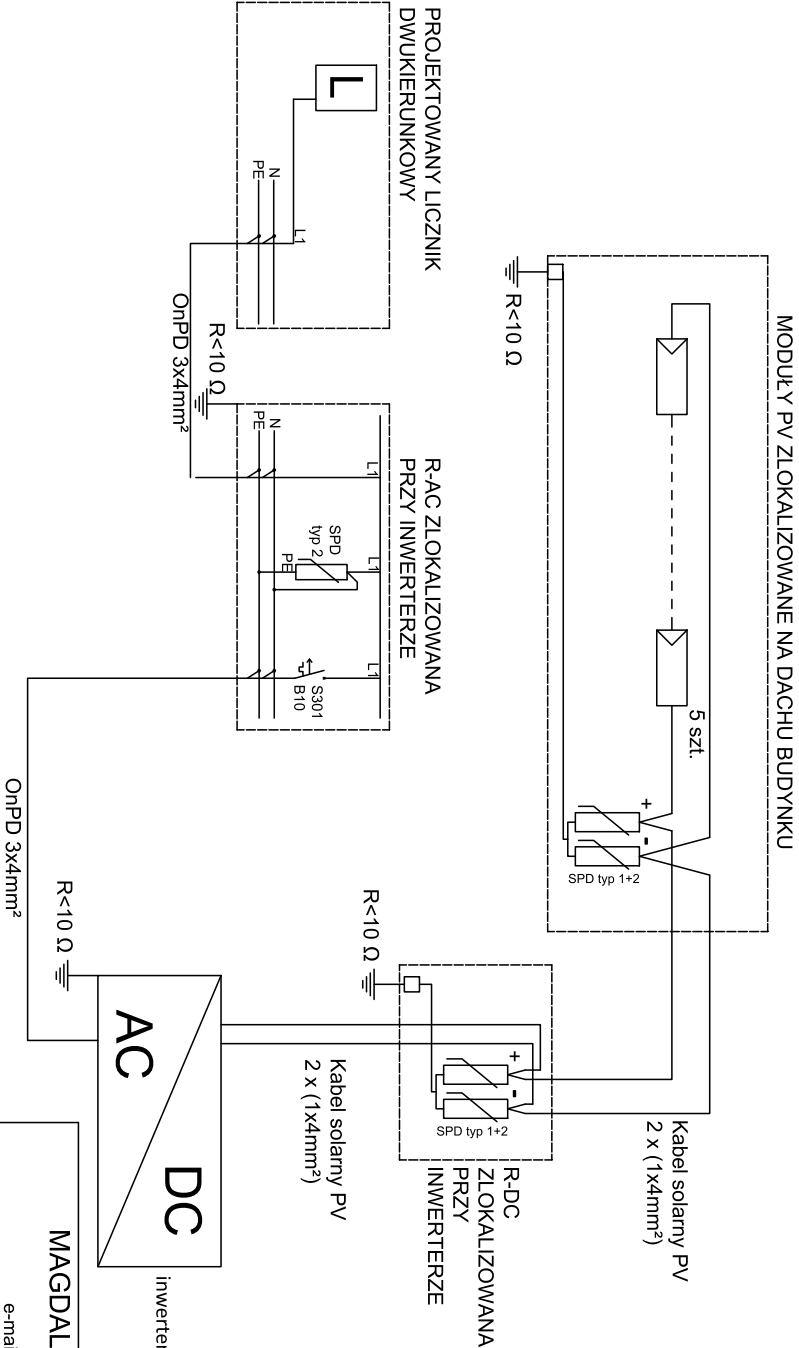 MODUŁY PV ZLOKALIZOWANE NA DACHU BUDYNKU
5 szt.
+
-
SPD typ 1+2
R<10 Ω
Kabel solarny PV
2 x (1x4mm²)
PROJEKTOWANY LICZNIK
DWUKIERUNKOWY
L
N
PE
L1
OnPD 3x4mm²
R-AC ZLOKALIZOWANA
PRZY INWERTERZE
R<10 Ω
N
PE
L1
L1
L1
SPD
typ 2
PE
S301
B10
R-DC
ZLOKALIZOWANA
PRZY
INWERTERZE
+
-
SPD typ 1+2
R<10 Ω
Kabel solarny PV
2 x (1x4mm²)
OnPD 3x4mm²
R<10 Ω
AC
DC
inwerter
MAGDAL
e-mai